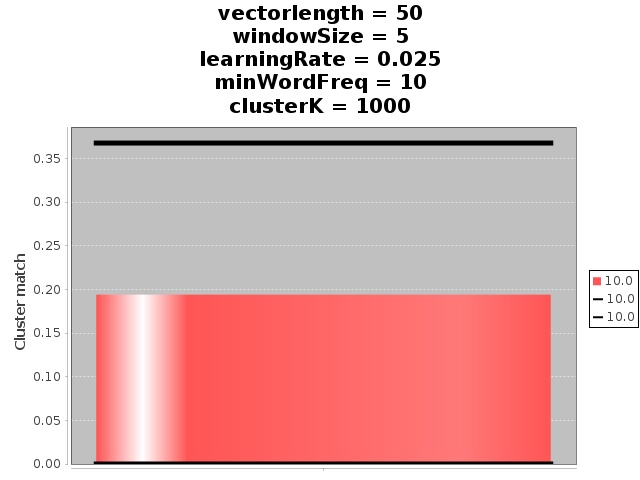 vectorlength = 50
windowSize = 5
learningRate = 0.025
minWordFreq = 10
clusterK = 1000
Cluster match
0.35
0.30
0.25
0.20
0.15
0.10
0.05
0.00
10.0
10.0
10.0